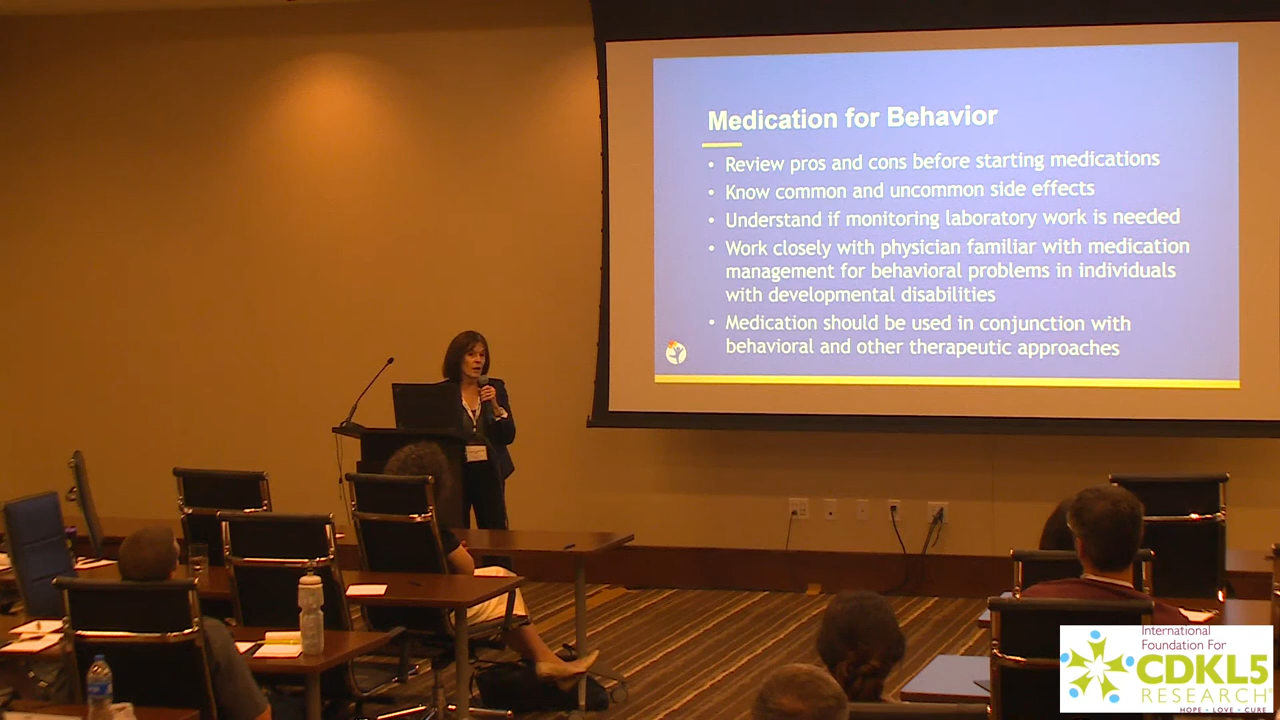 Medication for Behavior
• Review pros and cons before starting medications
• Know common and uncommon side effects
• Understand if monitoring laboratory work is needed
• Work closely with physician familiar with medication
management for behavioral problems in individuals
with developmental disabilities
• Medication should be used in conjunction with
behavioral and other therapeutic approaches
International
Foundation For
CDKL5
RESEARCH
HOPE • LOVE • CURE